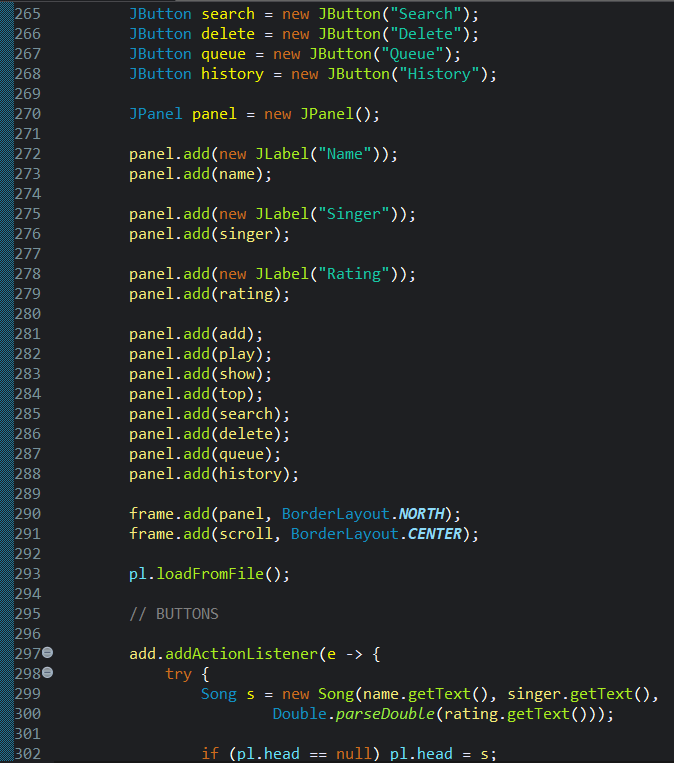 265 JButton search = new JButton("Search");
266 JButton delete = new JButton("Delete");
267 JButton queue = new JButton("Queue");
268 JButton history = new JButton("History");
269
270 JPanel panel = new JPanel();
271
272 panel.add(new JLabel("Name"));
273 panel.add(name);
274
275 panel.add(new JLabel("Singer"));
276 panel.add(singer);
277
278 panel.add(new JLabel("Rating"));
279 panel.add(rating);
280
281 panel.add(add);
282 panel.add(play);
283 panel.add(show);
284 panel.add(top);
285 panel.add(search);
286 panel.add(delete);
287 panel.add(queue);
288 panel.add(history);
289
290 frame.add(panel, BorderLayout.NORTH);
291 frame.add(scroll, BorderLayout.CENTER);
292
293 pl.loadFromFile();
294
295 // BUTTONS
296
297 add.addActionListener(e -> {
298 try {
299 Song s = new Song(name.getText(), singer.getText(),
300 Double.parseDouble(rating.getText()));
301
302 if (pl.head == null) pl.head = s;